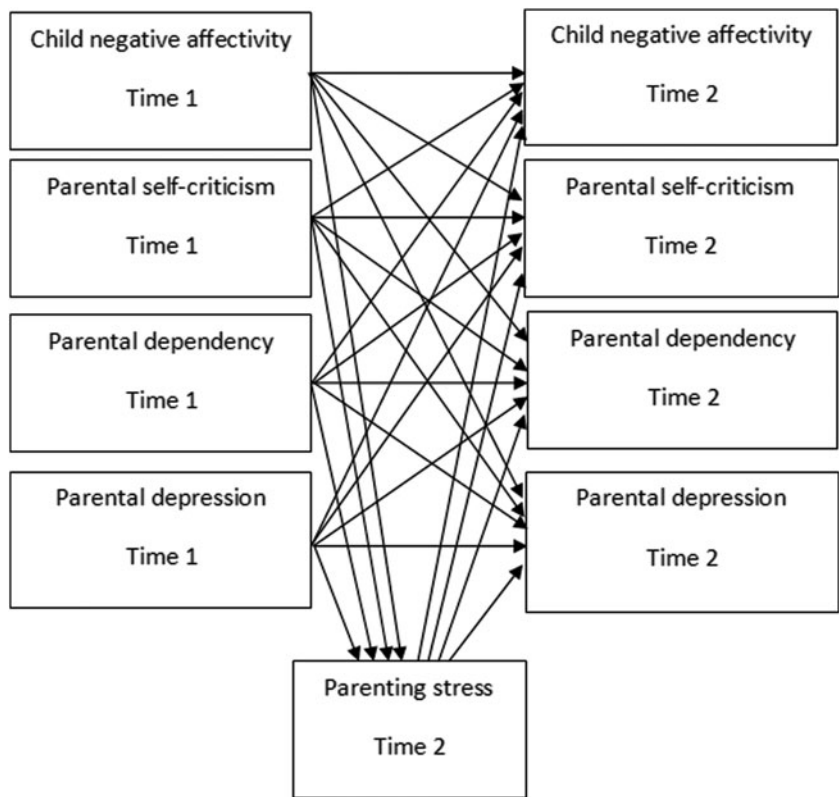 Child negative affectivity
Time 1
Child negative affectivity
Time 2
Parental self-criticism
Time 1
Parental self-criticism
Time 2
Parental dependency
Time 1
Parental dependency
Time 2
Parental depression
Time 1
Parental depression
Time 2
Parenting stress
Time 2